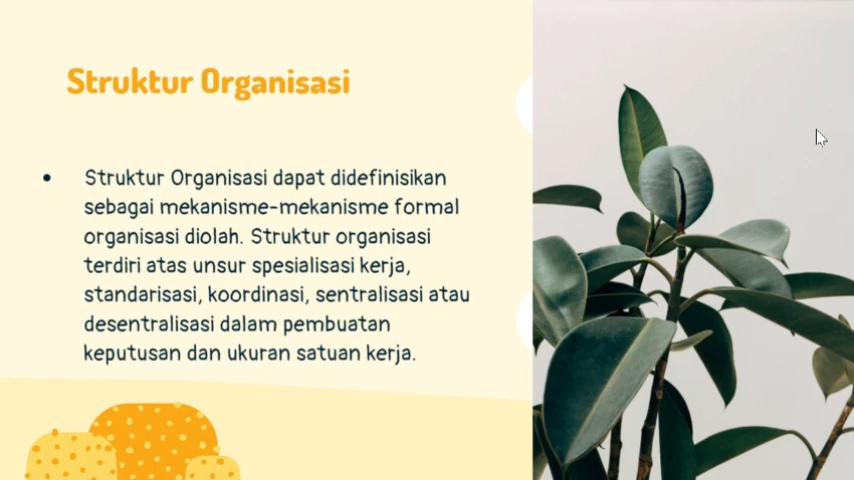 Struktur Organisasi
• Struktur Organisasi dapat didefinisikan
sebagai mekanisme-mekanisme formal
organisasi diolah. Struktur organisasi
terdiri atas unsur spesialisasi kerja,
standarisasi, koordinasi, sentralisasi atau
desentralisasi dalam pembuatan
keputusan dan ukuran satuan kerja.